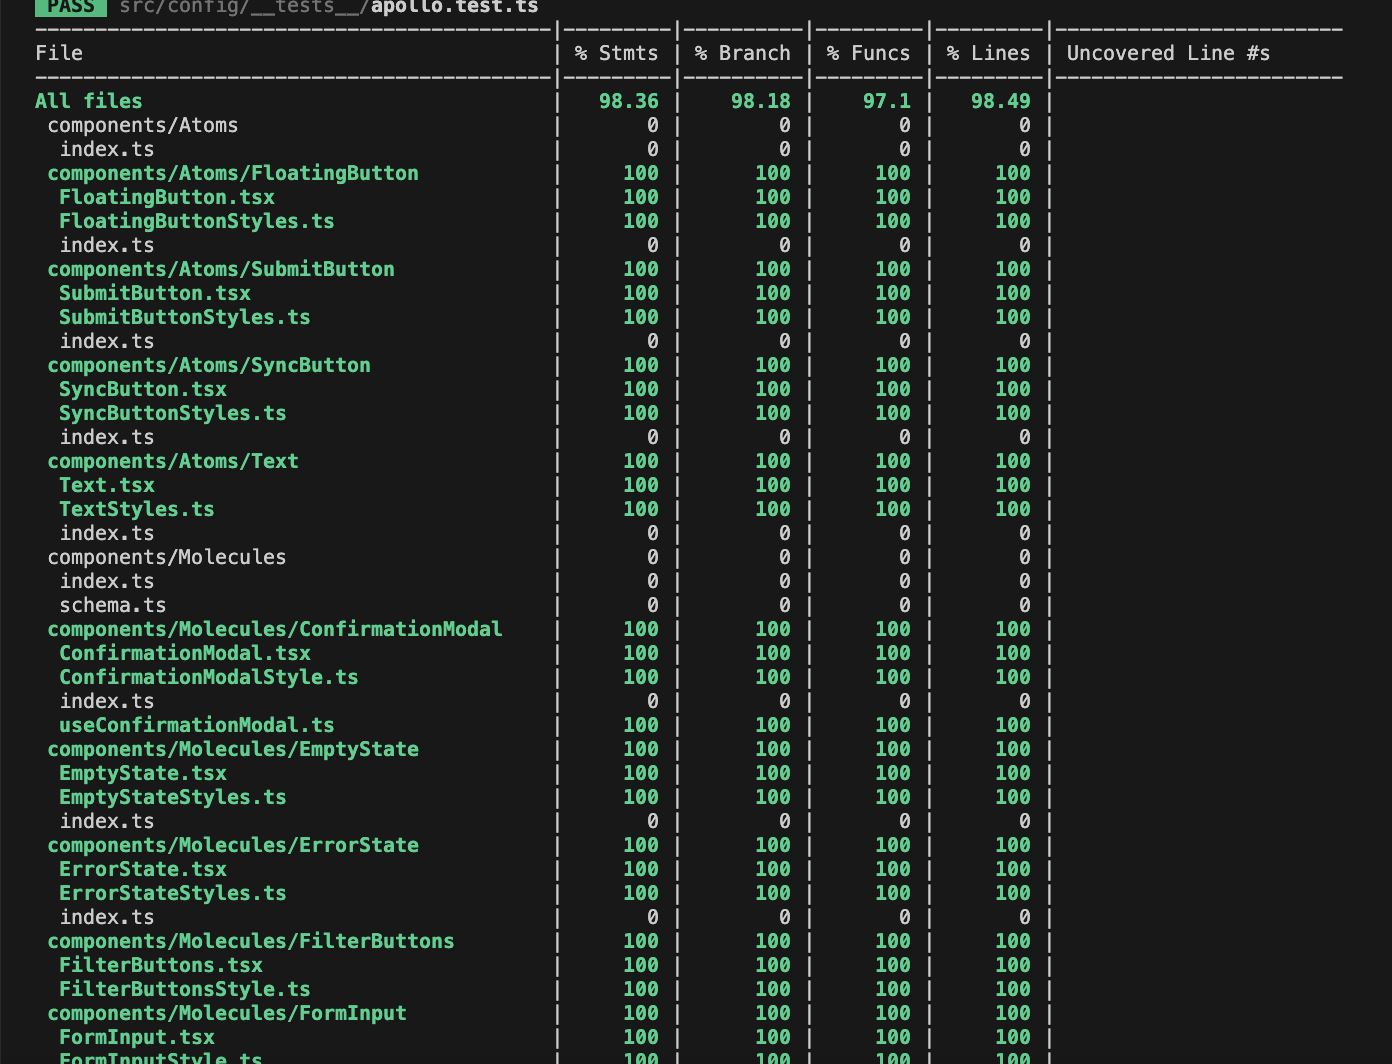 PASS src/config/__tests__/apollo.test.ts
File | % Stmts | % Branch | % Funcs | % Lines | Uncovered Line #s
All files | 98.36 | 98.18 | 97.1 | 98.49 |
components/Atoms | 0 | 0 | 0 | 0 |
index.ts | 0 | 0 | 0 | 0 |
components/Atoms/FloatingButton | 100 | 100 | 100 | 100 |
FloatingButton.tsx | 100 | 100 | 100 | 100 |
FloatingButtonStyles.ts | 100 | 100 | 100 | 100 |
index.ts | 0 | 0 | 0 | 0 |
components/Atoms/SubmitButton | 100 | 100 | 100 | 100 |
SubmitButton.tsx | 100 | 100 | 100 | 100 |
SubmitButtonStyles.ts | 100 | 100 | 100 | 100 |
index.ts | 0 | 0 | 0 | 0 |
components/Atoms/SyncButton | 100 | 100 | 100 | 100 |
SyncButton.tsx | 100 | 100 | 100 | 100 |
SyncButtonStyles.ts | 100 | 100 | 100 | 100 |
index.ts | 0 | 0 | 0 | 0 |
components/Atoms/Text | 100 | 100 | 100 | 100 |
Text.tsx | 100 | 100 | 100 | 100 |
TextStyles.ts | 100 | 100 | 100 | 100 |
index.ts | 0 | 0 | 0 | 0 |
components/Molecules | 0 | 0 | 0 | 0 |
index.ts | 0 | 0 | 0 | 0 |
schema.ts | 0 | 0 | 0 | 0 |
components/Molecules/ConfirmationModal | 100 | 100 | 100 | 100 |
ConfirmationModal.tsx | 100 | 100 | 100 | 100 |
ConfirmationModalStyle.ts | 100 | 100 | 100 | 100 |
index.ts | 0 | 0 | 0 | 0 |
useConfirmationModal.ts | 100 | 100 | 100 | 100 |
components/Molecules/EmptyState | 100 | 100 | 100 | 100 |
EmptyState.tsx | 100 | 100 | 100 | 100 |
EmptyStateStyles.ts | 100 | 100 | 100 | 100 |
index.ts | 0 | 0 | 0 | 0 |
components/Molecules/ErrorState | 100 | 100 | 100 | 100 |
ErrorState.tsx | 100 | 100 | 100 | 100 |
ErrorStateStyles.ts | 100 | 100 | 100 | 100 |
index.ts | 0 | 0 | 0 | 0 |
components/Molecules/FilterButtons | 100 | 100 | 100 | 100 |
FilterButtons.tsx | 100 | 100 | 100 | 100 |
FilterButtonsStyle.ts | 100 | 100 | 100 | 100 |
components/Molecules/FormInput | 100 | 100 | 100 | 100 |
FormInput.tsx | 100 | 100 | 100 | 100 |
FormInputStyle.ts | 100 | 100 | 100 | 100 |